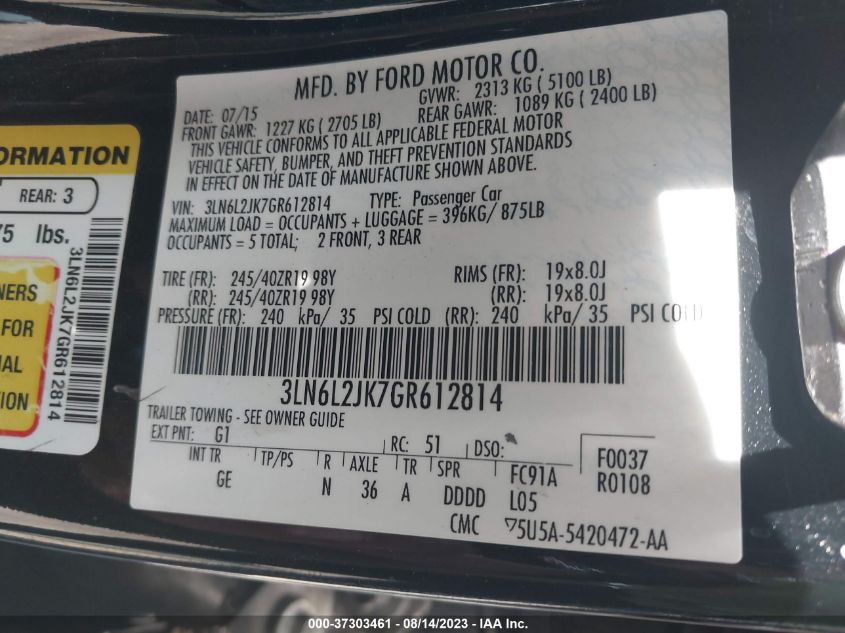 MFD. BY FORD MOTOR CO.
DATE: 07/15 GVWR: 2313 KG ( 5100 LB)
FRONT GAWR: 1227 KG ( 2705 LB) REAR GAWR: 1089 KG ( 2400 LB)
THIS VEHICLE CONFORMS TO ALL APPLICABLE FEDERAL MOTOR
VEHICLE SAFETY, BUMPER, AND THEFT PREVENTION STANDARDS
IN EFFECT ON THE DATE OF MANUFACTURE SHOWN ABOVE.
VIN: 3LN6L2JK7GR612814 TYPE: Passenger Car
MAXIMUM LOAD = OCCUPANTS + LUGGAGE = 396KG/ 875LB
OCCUPANTS = 5 TOTAL; 2 FRONT, 3 REAR
TIRE (FR): 245/40ZR19 98Y RIMS (FR): 19x8.0J
(RR): 245/40ZR19 98Y (RR): 19x8.0J
PRESSURE (FR): 240 kPa/ 35 PSI COLD (RR): 240 kPa/ 35 PSI COLD
3LN6L2JK7GR612814
TRAILER TOWING - SEE OWNER GUIDE
EXT PNT: G1 RC: 51 DSO: F0037
INT TR TP/PS R AXLE TR SPR FC91A R0108
GE N 36 A DDDD L05
CMC ▽5U5A-5420472-AA
ORMATION
REAR: 3
75 lbs.
NERS
FOR
IAL
TION
3LN6L2JK7GR612814
000-37303461 - 08/14/2023 - IAA Inc.